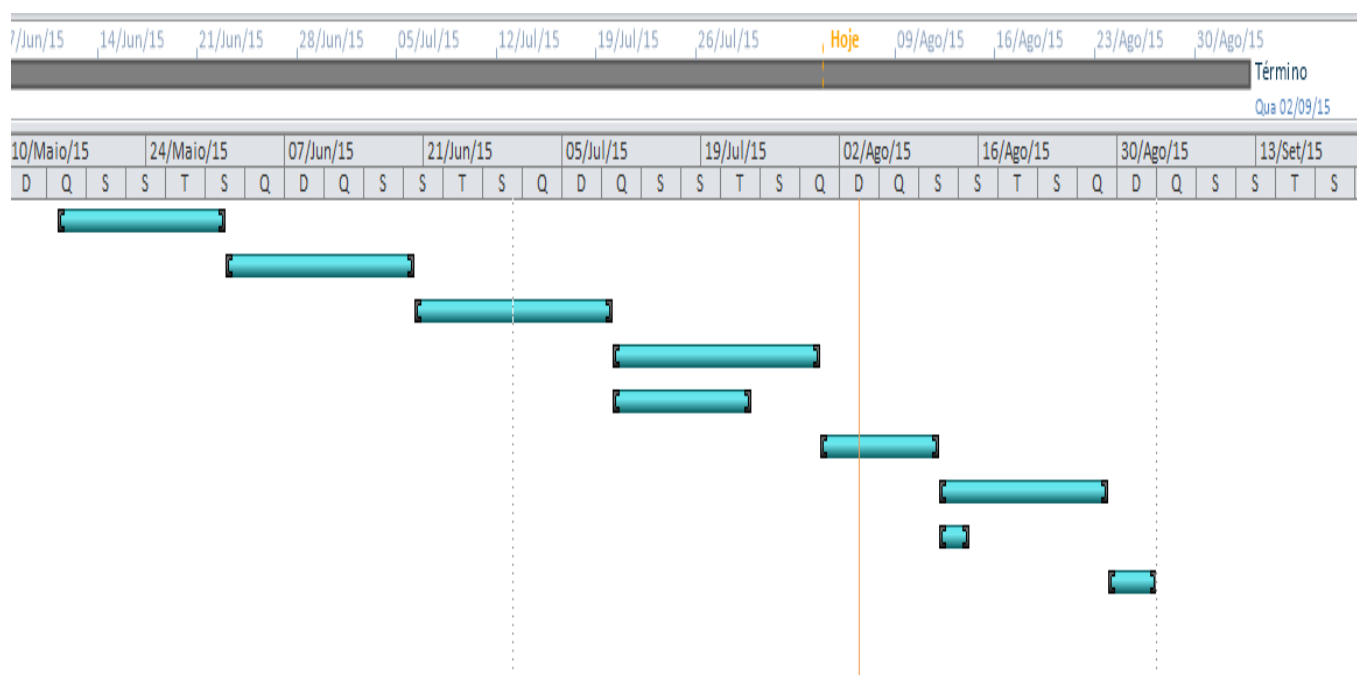 7/Jun/15 14/Jun/15 21/Jun/15 28/Jun/15 05/Jul/15 12/Jul/15 19/Jul/15 26/Jul/15 Hoje 09/Ago/15 16/Ago/15 23/Ago/15 30/Ago/15
Término
Qua 02/09/15
10/Maio/15 24/Maio/15 07/Jun/15 21/Jun/15 05/Jul/15 19/Jul/15 02/Ago/15 16/Ago/15 30/Ago/15 13/Set/15
D Q S S T S Q D Q S S T S Q D Q S S T S Q D Q S S T S Q D Q S S T S